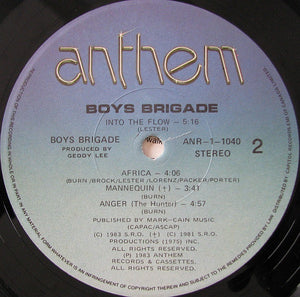 anthem
BOYS BRIGADE
INTO THE FLOW – 5:16
(LESTER)
BOYS BRIGADE
PRODUCED BY
GEDDY LEE
ANR-1-1040
STEREO
2
AFRICA - 4:06
(BURN/BROCK/LESTER/LORENZ/PACKER/PORTER)
MANNEQUIN (+) - 3:41
(BURN)
ANGER (The Hunter) - 4:57
(BURN)
PUBLISHED BY MARK-CAIN MUSIC
(CAPAC/ASCAP)
(C) 1983 S.R.O. (+) (C) 1981 S.R.O.
PRODUCTIONS (1975) INC.
ALL RIGHTS RESERVED.
(P) 1983 ANTHEM
RECORDS & CASSETTES.
ALL RIGHTS RESERVED.